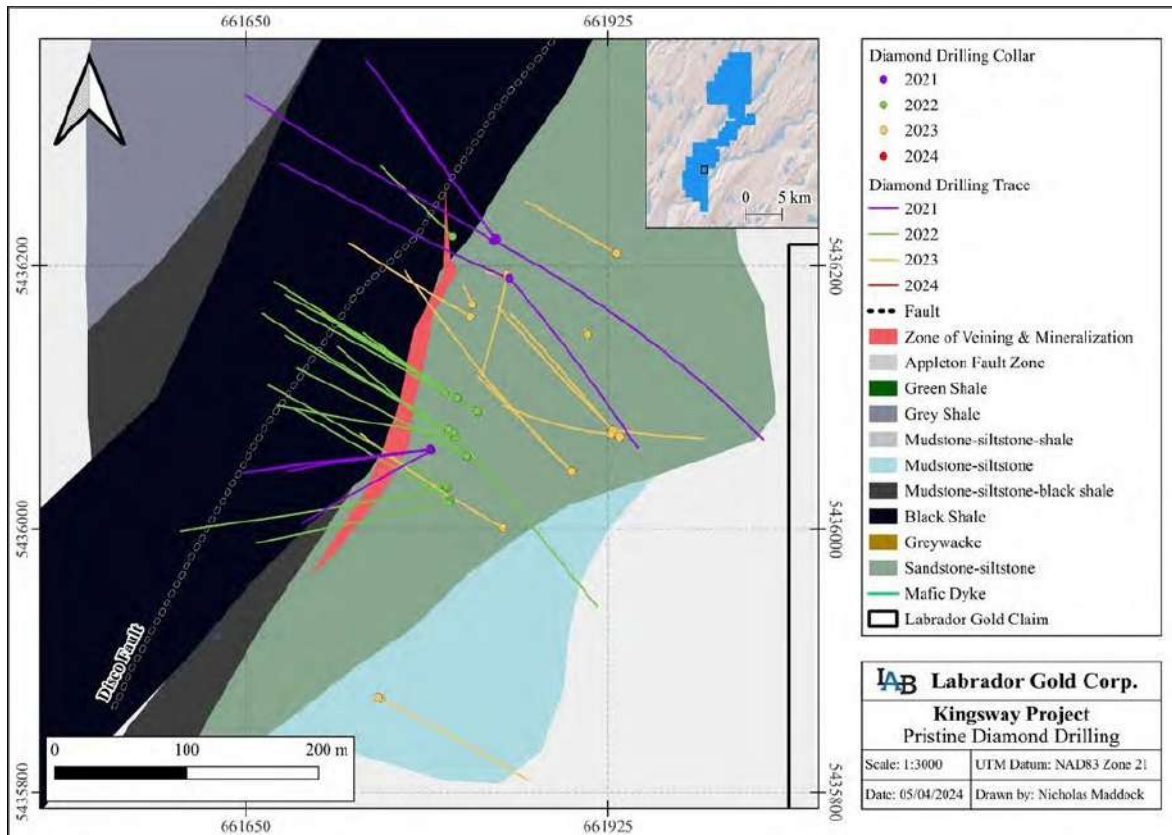 661650
661925
5436200
5436200
5436000
5436000
5435800
5435800
0 5 km
Disco Fault
0 100 200 m
Diamond Drilling Collar
2021
2022
2023
2024
Diamond Drilling Trace
2021
2022
2023
2024
Fault
Zone of Veining & Mineralization
Appleton Fault Zone
Green Shale
Grey Shale
Mudstone-siltstone-shale
Mudstone-siltstone
Mudstone-siltstone-black shale
Black Shale
Greywacke
Sandstone-siltstone
Mafic Dyke
Labrador Gold Claim
LAB Labrador Gold Corp.
Kingsway Project
Pristine Diamond Drilling
Scale: 1:3000 UTM Datum: NAD83 Zone 21
Date: 05/04/2024 Drawn by: Nicholas Maddock
661650
661925